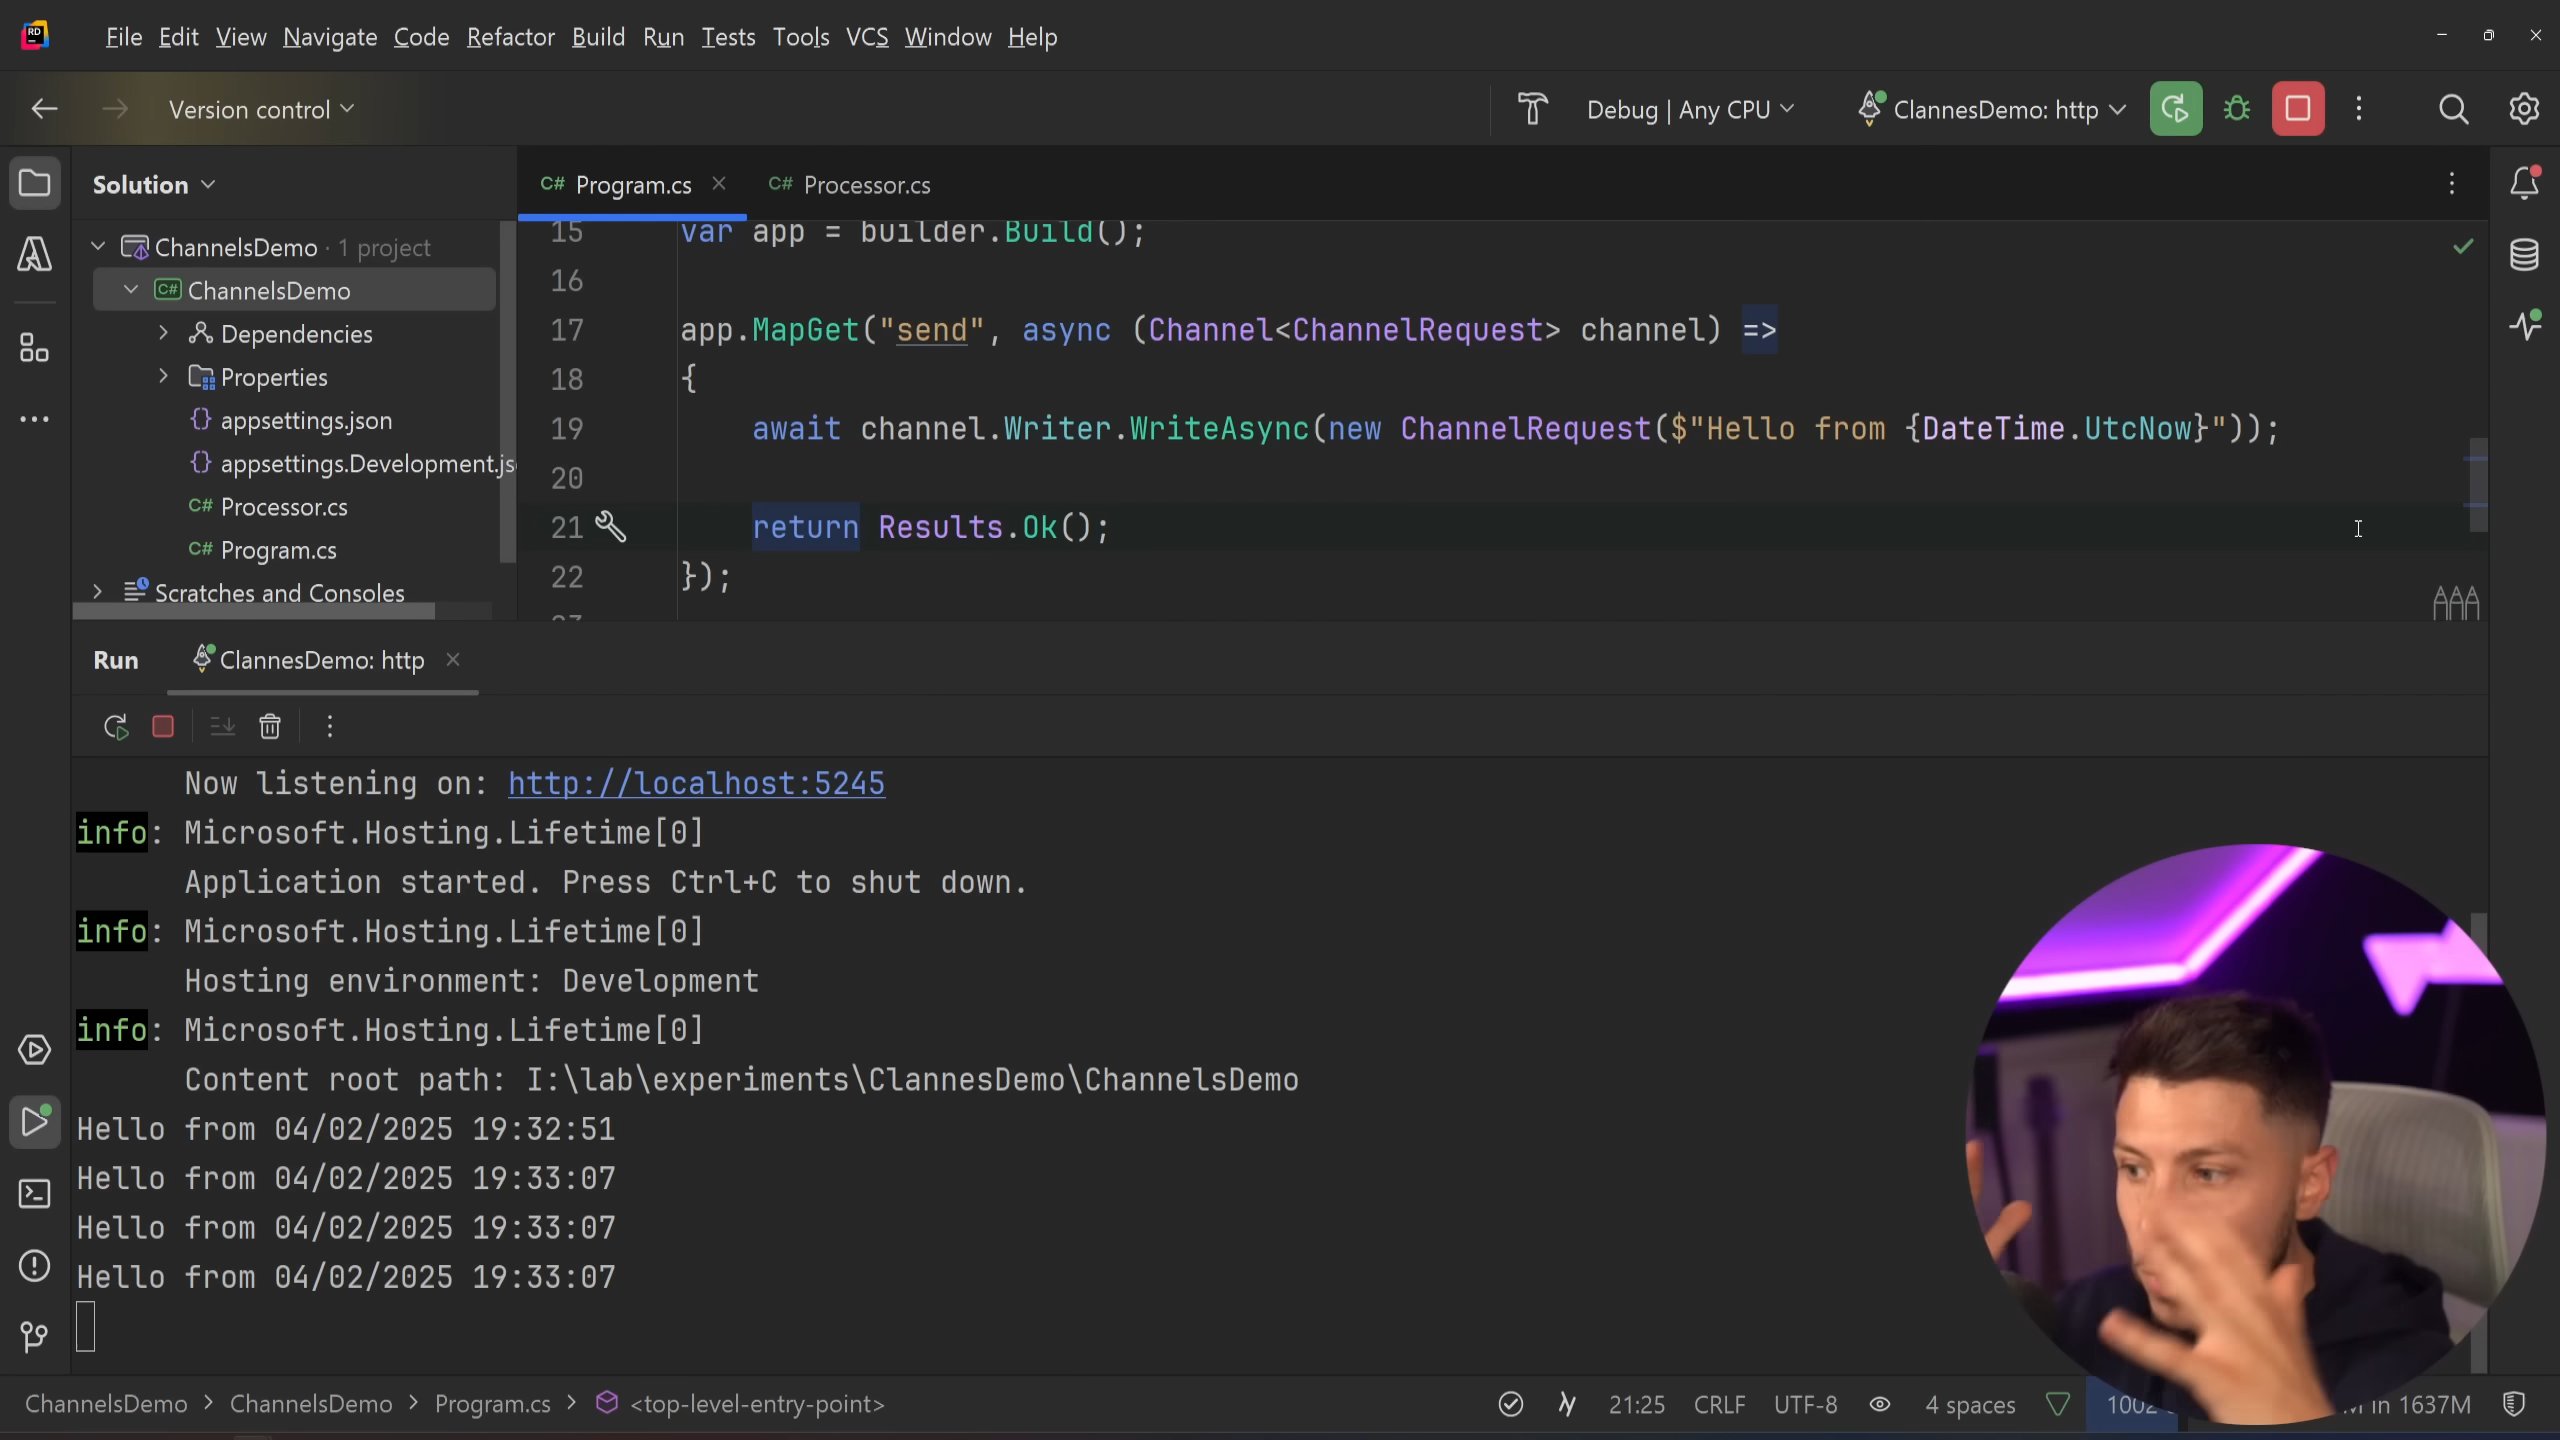 RD
File Edit View Navigate Code Refactor Build Run Tests Tools VCS Window Help
Version control
Debug | Any CPU
ClannesDemo: http
Solution
C# Program.cs
C# Processor.cs
ChannelsDemo · 1 project
C# ChannelsDemo
Dependencies
Properties
{} appsettings.json
{} appsettings.Development.js
C# Processor.cs
C# Program.cs
Scratches and Consoles
15 var app = builder.Build();
16
17 app.MapGet("send", async (Channel<ChannelRequest> channel) =>
18 {
19 await channel.Writer.WriteAsync(new ChannelRequest($"Hello from {DateTime.UtcNow}"));
20
21 return Results.Ok();
22 });
Run
ClannesDemo: http
Now listening on: http://localhost:5245
info: Microsoft.Hosting.Lifetime[0]
Application started. Press Ctrl+C to shut down.
info: Microsoft.Hosting.Lifetime[0]
Hosting environment: Development
info: Microsoft.Hosting.Lifetime[0]
Content root path: I:\lab\experiments\ClannesDemo\ChannelsDemo
Hello from 04/02/2025 19:32:51
Hello from 04/02/2025 19:33:07
Hello from 04/02/2025 19:33:07
Hello from 04/02/2025 19:33:07
ChannelsDemo > ChannelsDemo > Program.cs > <top-level-entry-point>
21:25 CRLF UTF-8 4 spaces 1002 in 1637M